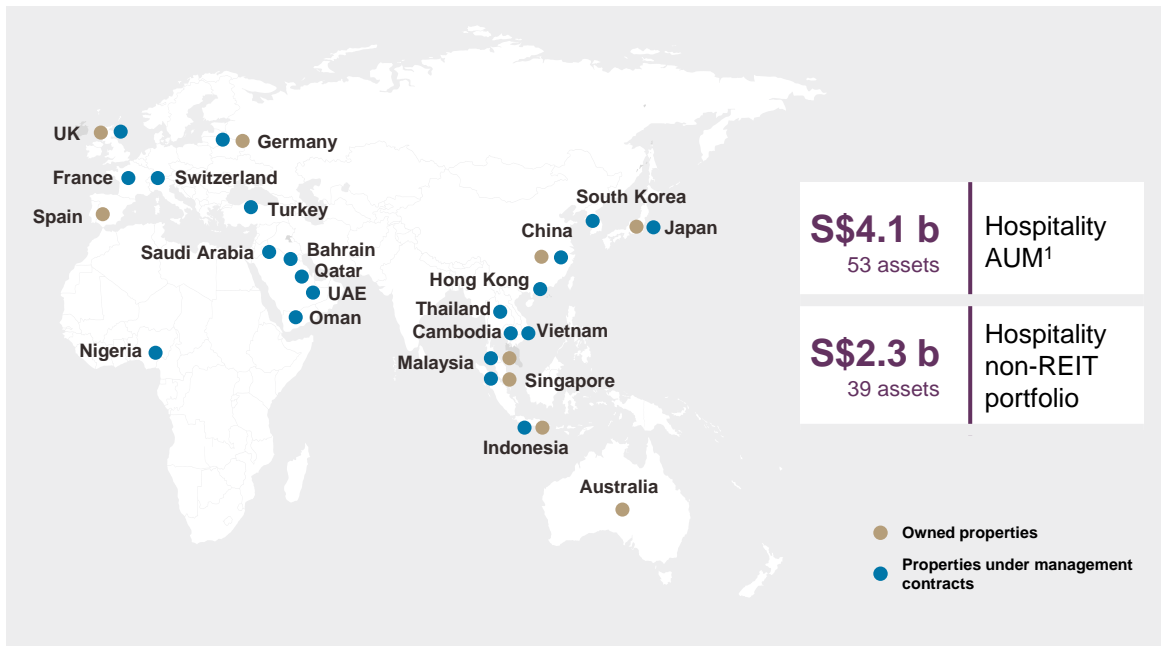 UK
Germany
France
Switzerland
Spain
Turkey
Saudi Arabia
Bahrain
Qatar
UAE
Oman
Nigeria
South Korea
Japan
China
Hong Kong
Thailand
Cambodia
Vietnam
Malaysia
Singapore
Indonesia
Australia
S$4.1 b
53 assets
Hospitality
AUM¹
S$2.3 b
39 assets
Hospitality
non-REIT
portfolio
Owned properties
Properties under management
contracts